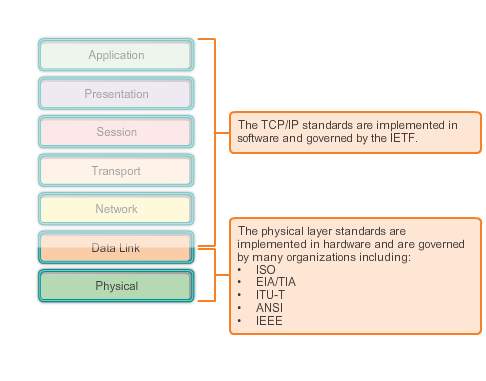 Application
Presentation
Session
Transport
Network
Data Link
Physical
The TCP/IP standards are implemented in
software and governed by the IETF.
The physical layer standards are
implemented in hardware and are governed
by many organizations including:
• ISO
• EIA/TIA
• ITU-T
• ANSI
• IEEE